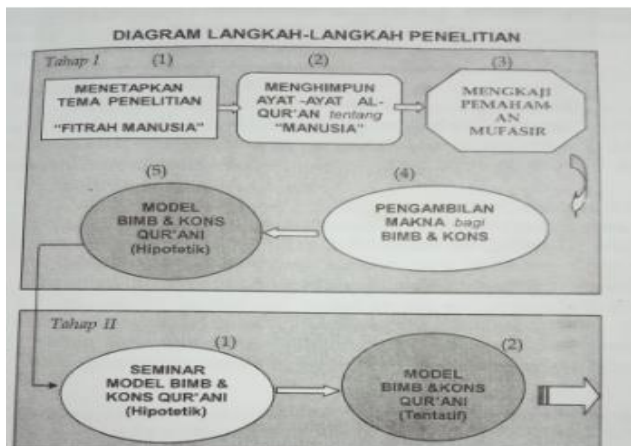 DIAGRAM LANGKAH-LANGKAH PENELITIAN
Tahap I
(1)
MENETAPKAN
TEMA PENELITIAN
"FITRAH MANUSIA"
(2)
MENGHIMPUN
AYAT-AYAT AL-
QUR'AN tentang
"MANUSIA"
(3)
MENGKAJI
PEMAHAM-
AN
MUFASIR
(4)
PENGAMBILAN
MAKNA bagi
BIMB & KONS
(5)
MODEL
BIMB & KONS
QUR'ANI
(Hipotetik)
Tahap II
(1)
SEMINAR
MODEL BIMB &
KONS QUR'ANI
(Hipotetik)
(2)
MODEL
BIMB &KONS
QUR'ANI
(Tentatif)